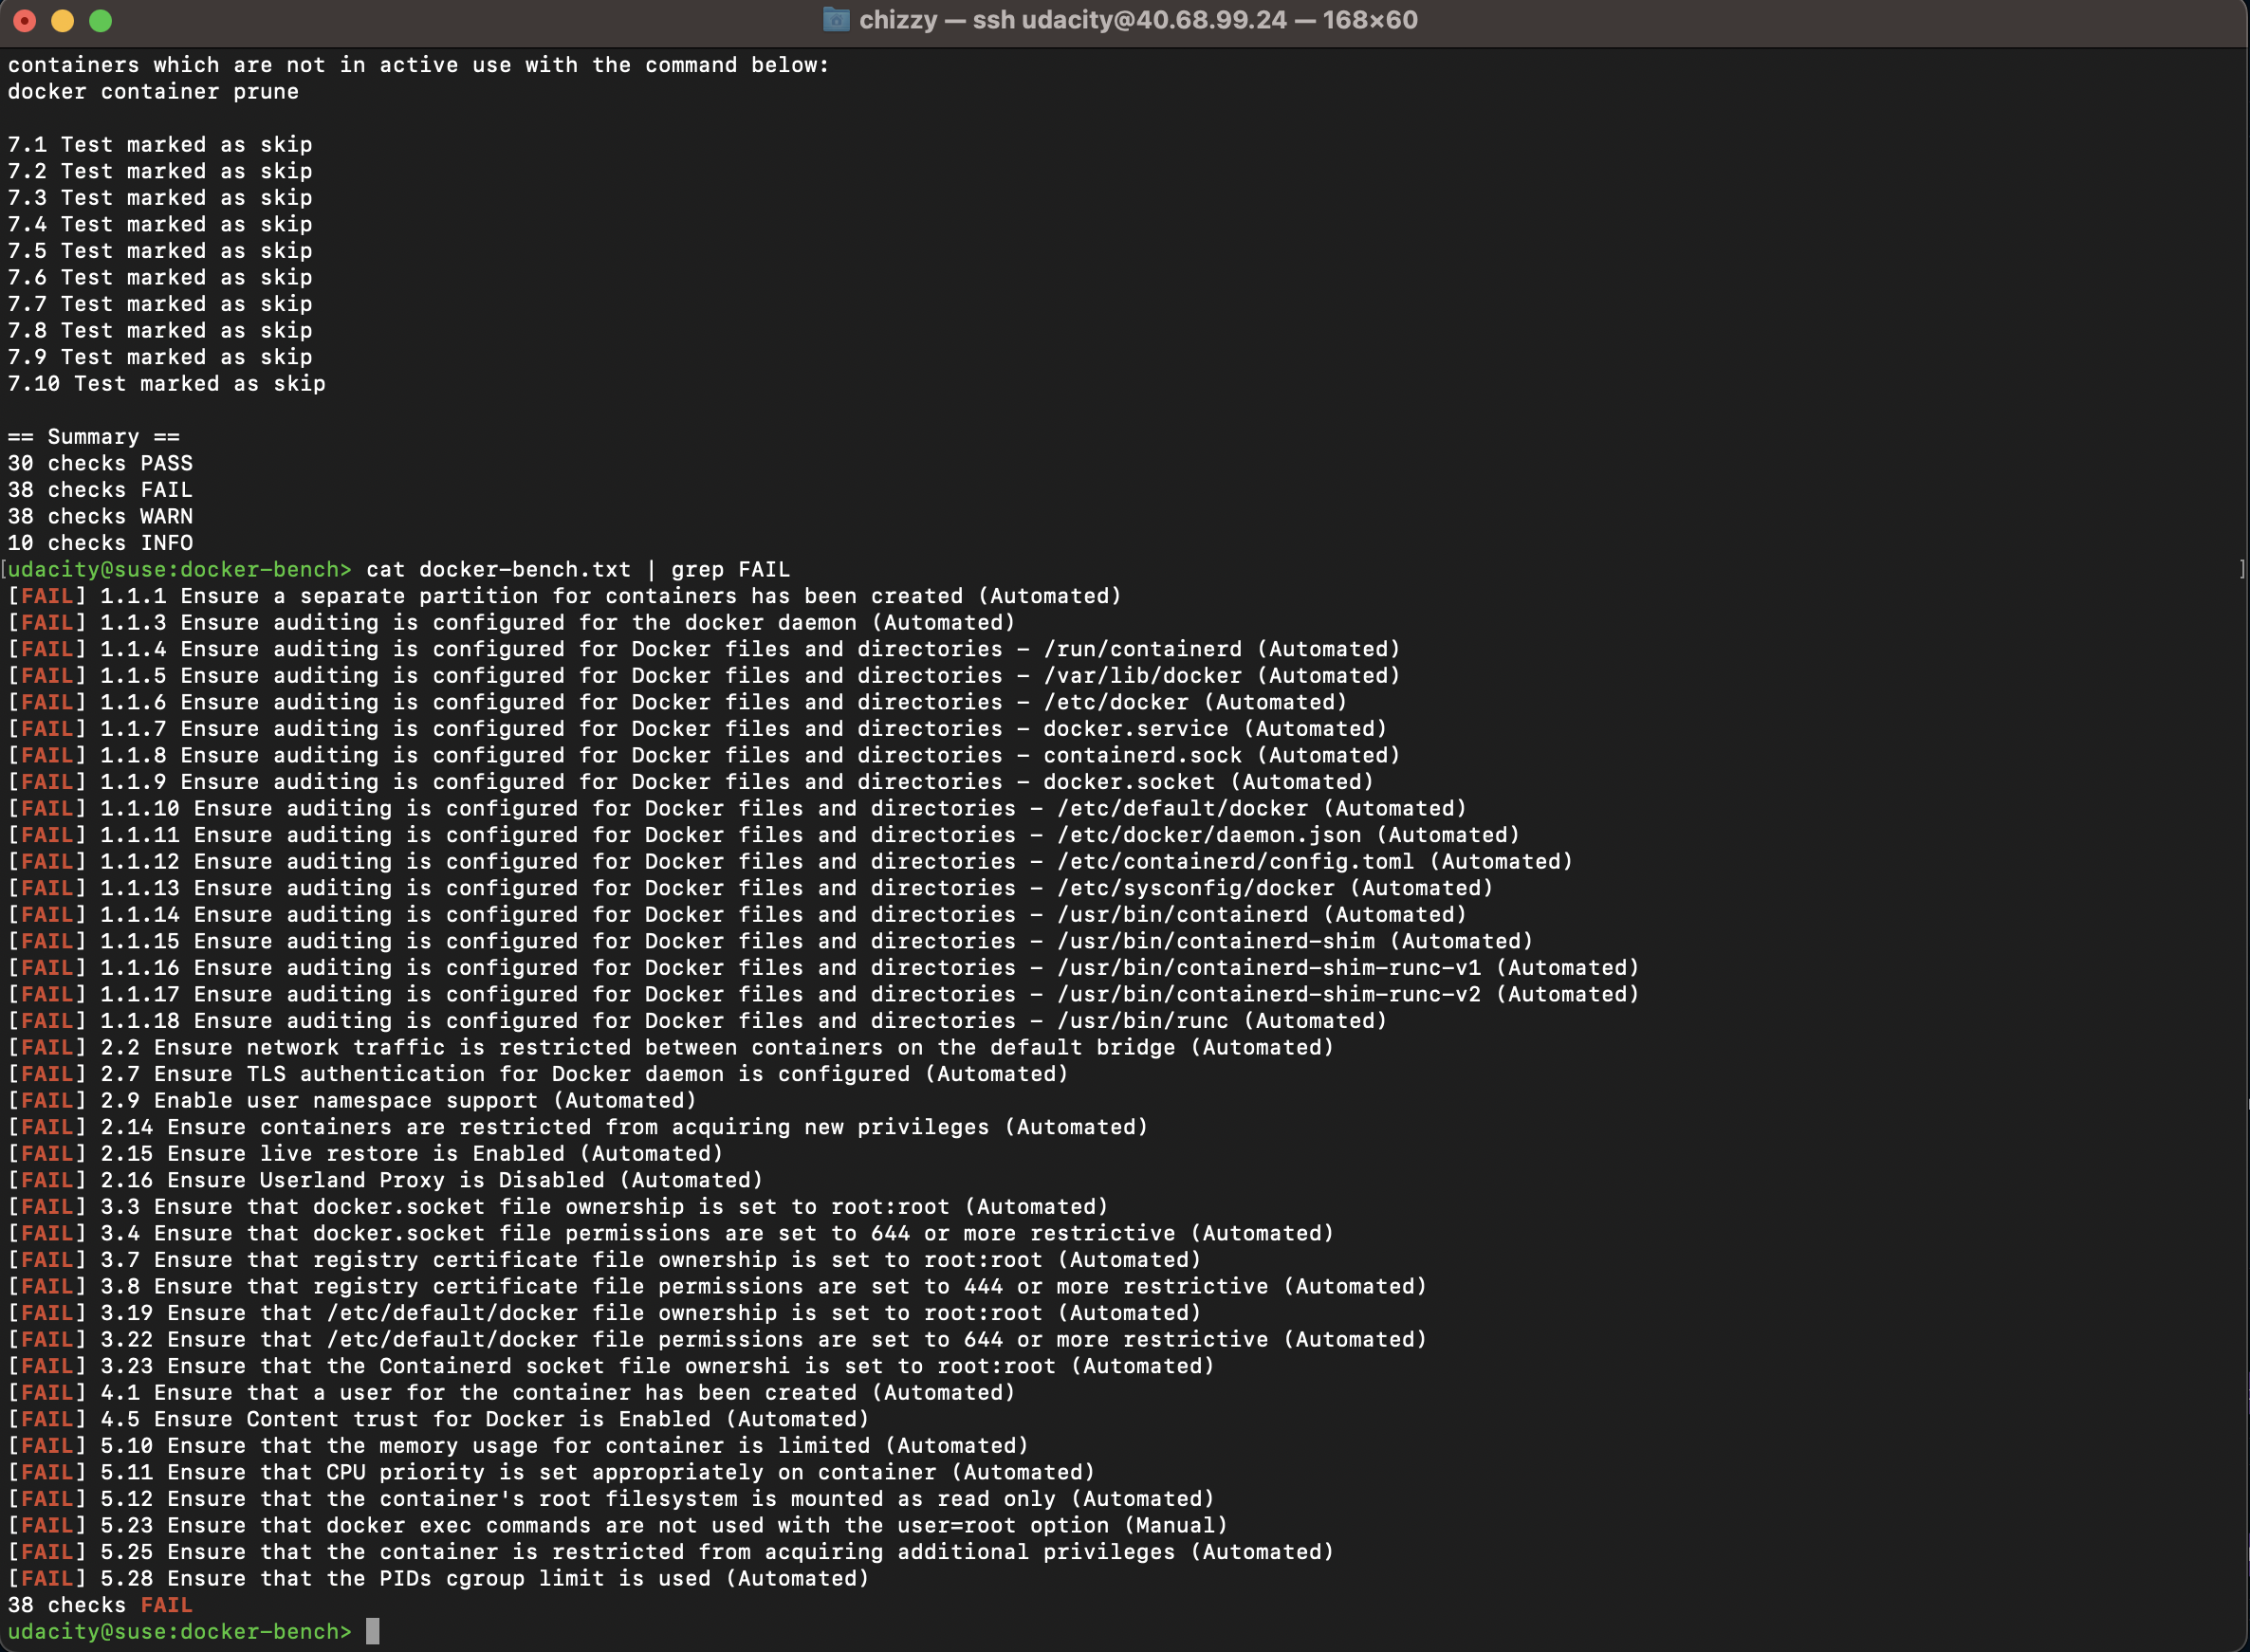 chizzy — ssh udacity@40.68.99.24 — 168×60
containers which are not in active use with the command below:
docker container prune
7.1 Test marked as skip
7.2 Test marked as skip
7.3 Test marked as skip
7.4 Test marked as skip
7.5 Test marked as skip
7.6 Test marked as skip
7.7 Test marked as skip
7.8 Test marked as skip
7.9 Test marked as skip
7.10 Test marked as skip
== Summary ==
30 checks PASS
38 checks FAIL
38 checks WARN
10 checks INFO
[udacity@suse:docker-bench> cat docker-bench.txt | grep FAIL ]
[FAIL] 1.1.1 Ensure a separate partition for containers has been created (Automated)
[FAIL] 1.1.3 Ensure auditing is configured for the docker daemon (Automated)
[FAIL] 1.1.4 Ensure auditing is configured for Docker files and directories - /run/containerd (Automated)
[FAIL] 1.1.5 Ensure auditing is configured for Docker files and directories - /var/lib/docker (Automated)
[FAIL] 1.1.6 Ensure auditing is configured for Docker files and directories - /etc/docker (Automated)
[FAIL] 1.1.7 Ensure auditing is configured for Docker files and directories - docker.service (Automated)
[FAIL] 1.1.8 Ensure auditing is configured for Docker files and directories - containerd.sock (Automated)
[FAIL] 1.1.9 Ensure auditing is configured for Docker files and directories - docker.socket (Automated)
[FAIL] 1.1.10 Ensure auditing is configured for Docker files and directories - /etc/default/docker (Automated)
[FAIL] 1.1.11 Ensure auditing is configured for Docker files and directories - /etc/docker/daemon.json (Automated)
[FAIL] 1.1.12 Ensure auditing is configured for Docker files and directories - /etc/containerd/config.toml (Automated)
[FAIL] 1.1.13 Ensure auditing is configured for Docker files and directories - /etc/sysconfig/docker (Automated)
[FAIL] 1.1.14 Ensure auditing is configured for Docker files and directories - /usr/bin/containerd (Automated)
[FAIL] 1.1.15 Ensure auditing is configured for Docker files and directories - /usr/bin/containerd-shim (Automated)
[FAIL] 1.1.16 Ensure auditing is configured for Docker files and directories - /usr/bin/containerd-shim-runc-v1 (Automated)
[FAIL] 1.1.17 Ensure auditing is configured for Docker files and directories - /usr/bin/containerd-shim-runc-v2 (Automated)
[FAIL] 1.1.18 Ensure auditing is configured for Docker files and directories - /usr/bin/runc (Automated)
[FAIL] 2.2 Ensure network traffic is restricted between containers on the default bridge (Automated)
[FAIL] 2.7 Ensure TLS authentication for Docker daemon is configured (Automated)
[FAIL] 2.9 Enable user namespace support (Automated)
[FAIL] 2.14 Ensure containers are restricted from acquiring new privileges (Automated)
[FAIL] 2.15 Ensure live restore is Enabled (Automated)
[FAIL] 2.16 Ensure Userland Proxy is Disabled (Automated)
[FAIL] 3.3 Ensure that docker.socket file ownership is set to root:root (Automated)
[FAIL] 3.4 Ensure that docker.socket file permissions are set to 644 or more restrictive (Automated)
[FAIL] 3.7 Ensure that registry certificate file ownership is set to root:root (Automated)
[FAIL] 3.8 Ensure that registry certificate file permissions are set to 444 or more restrictive (Automated)
[FAIL] 3.19 Ensure that /etc/default/docker file ownership is set to root:root (Automated)
[FAIL] 3.22 Ensure that /etc/default/docker file permissions are set to 644 or more restrictive (Automated)
[FAIL] 3.23 Ensure that the Containerd socket file ownershi is set to root:root (Automated)
[FAIL] 4.1 Ensure that a user for the container has been created (Automated)
[FAIL] 4.5 Ensure Content trust for Docker is Enabled (Automated)
[FAIL] 5.10 Ensure that the memory usage for container is limited (Automated)
[FAIL] 5.11 Ensure that CPU priority is set appropriately on container (Automated)
[FAIL] 5.12 Ensure that the container's root filesystem is mounted as read only (Automated)
[FAIL] 5.23 Ensure that docker exec commands are not used with the user=root option (Manual)
[FAIL] 5.25 Ensure that the container is restricted from acquiring additional privileges (Automated)
[FAIL] 5.28 Ensure that the PIDs cgroup limit is used (Automated)
38 checks FAIL
udacity@suse:docker-bench>